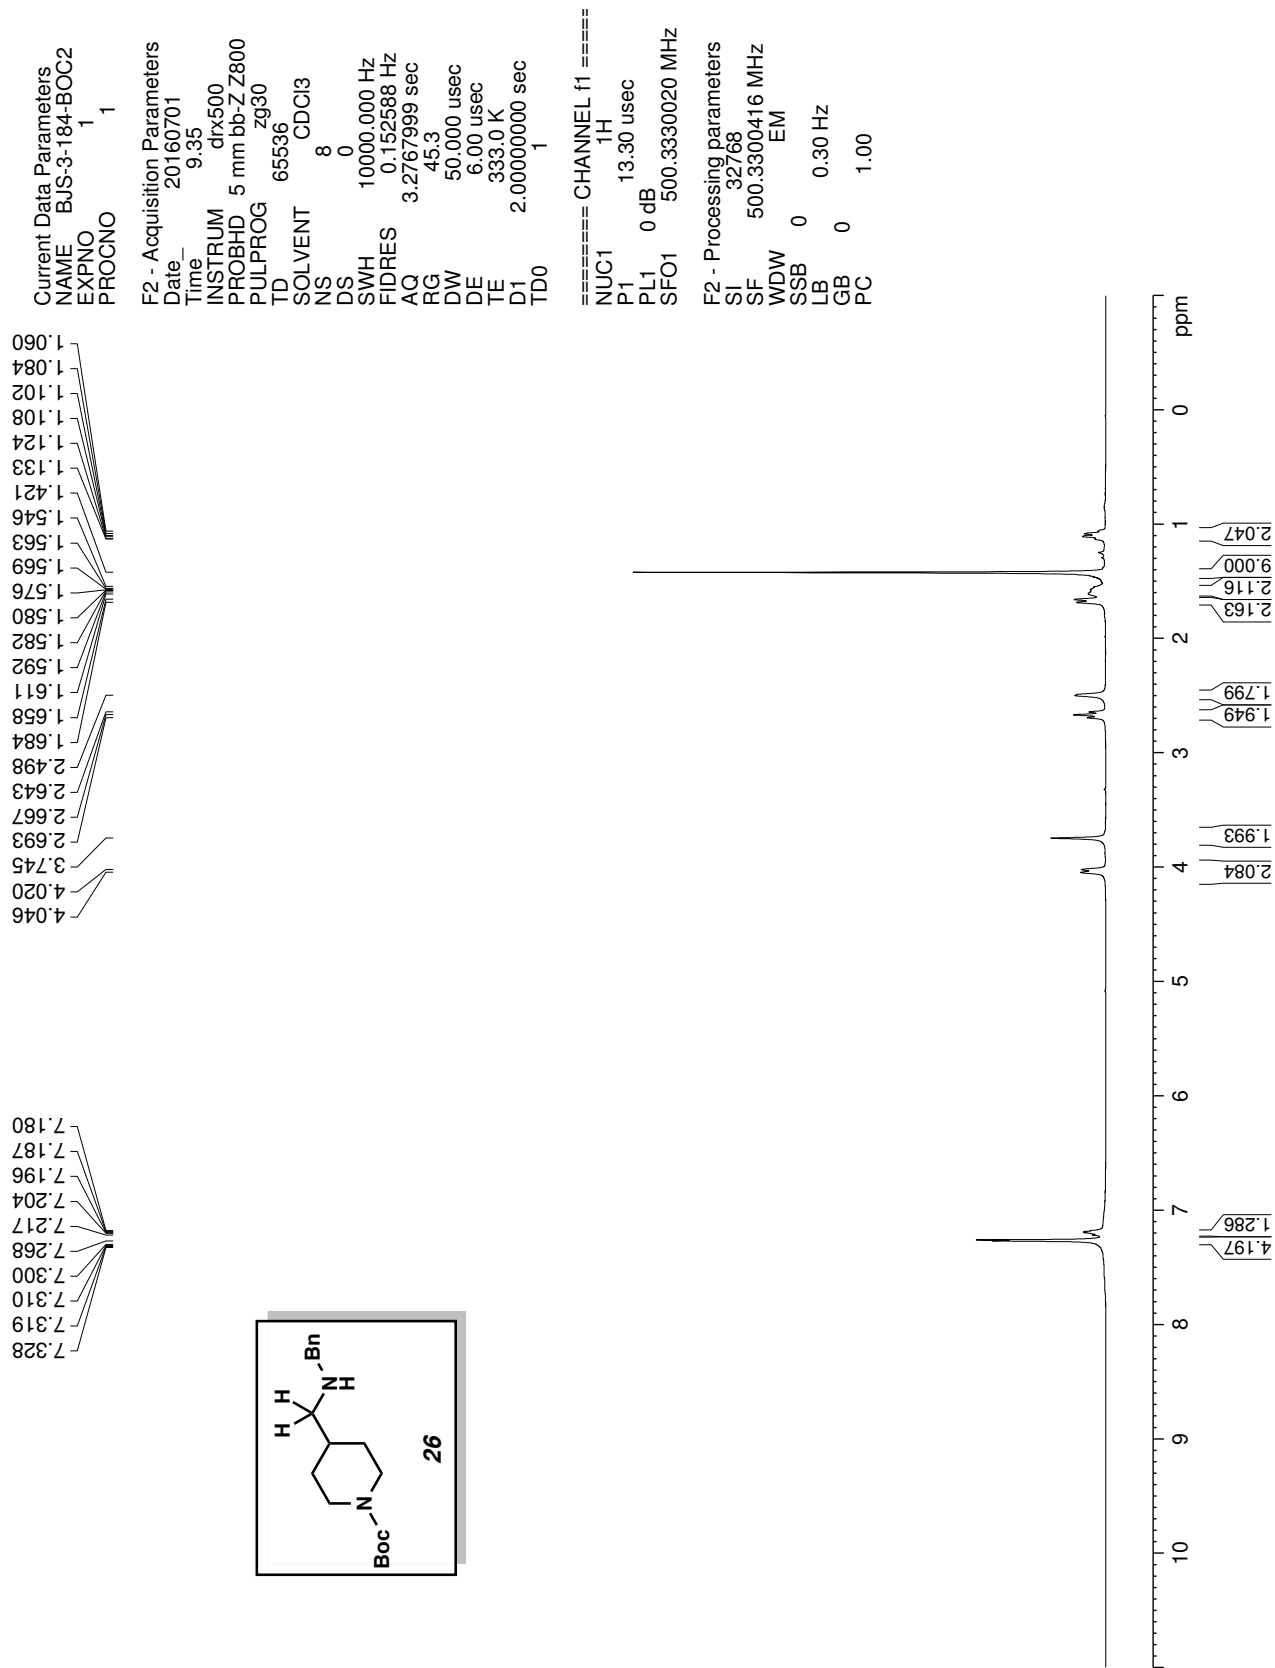 Current Data Parameters
NAME BJS-3-184-BOC2
EXPNO 1
PROCNO 1
F2 - Acquisition Parameters
Date_ 20160701
Time 9.35
INSTRUM drx500
PROBHD 5 mm bb-Z Z800
PULPROG zg30
TD 65536
SOLVENT CDCl3
NS 8
DS 0
SWH 10000.000 Hz
FIDRES 0.152588 Hz
AQ 3.2767999 sec
RG 45.3
DW 50.000 usec
DE 6.00 usec
TE 333.0 K
D1 2.00000000 sec
TD0 1
======== CHANNEL f1 =====
NUC1 1H
P1 13.30 usec
PL1 0 dB
SFO1 500.3330020 MHz
F2 - Processing parameters
SI 32768
SF 500.3300416 MHz
WDW EM
SSB 0
LB 0.30 Hz
GB 0
PC 1.00
7.328
7.319
7.310
7.300
7.268
7.217
7.204
7.196
7.187
7.180
4.046
4.020
3.745
2.693
2.667
2.643
2.498
1.684
1.658
1.611
1.592
1.582
1.580
1.576
1.569
1.563
1.546
1.421
1.133
1.124
1.108
1.102
1.084
1.060
H H
N Bn
H
N
Boc
26
10 9 8 7 6 5 4 3 2 1 0 ppm
4.197
1.286
2.084
1.993
1.949
1.799
2.163
2.116
9.000
2.047